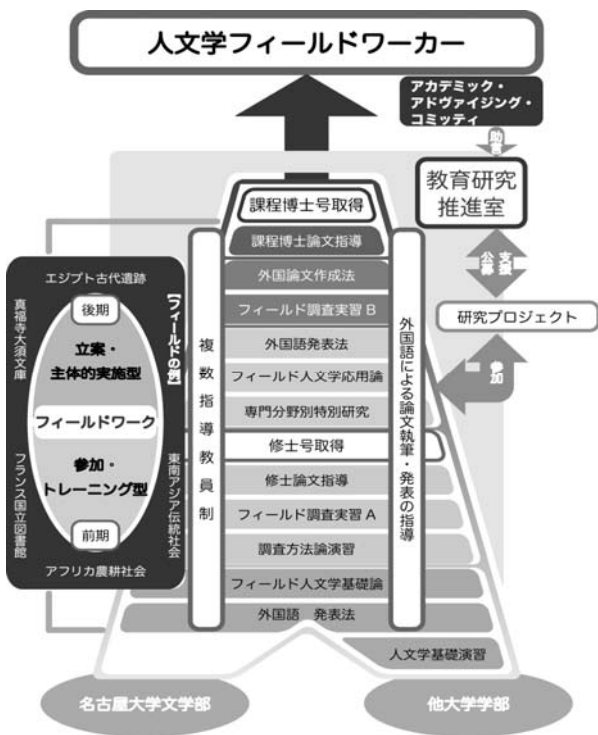 人文学フィールドワーカー
アカデミック・
アドヴァイジング・
コミッティ
助言
教育研究
推進室
公募
支援
研究プロジェクト
参加
課程博士号取得
課程博士論文指導
外国論文作成法
フィールド調査実習 B
外国語発表法
フィールド人文学応用論
専門分野別特別研究
修士号取得
修士論文指導
フィールド調査実習 A
調査方法論演習
フィールド人文学基礎論
外国語　発表法
人文学基礎演習
複数指導教員制
外国語による論文執筆・発表の指導
【フィールドの例】
エジプト古代遺跡
真福寺大須文庫
後期
立案・
主体的実施型
フィールドワーク
参加・
トレーニング型
前期
フランス国立図書館
東南アジア伝統社会
アフリカ農耕社会
名古屋大学文学部
他大学学部